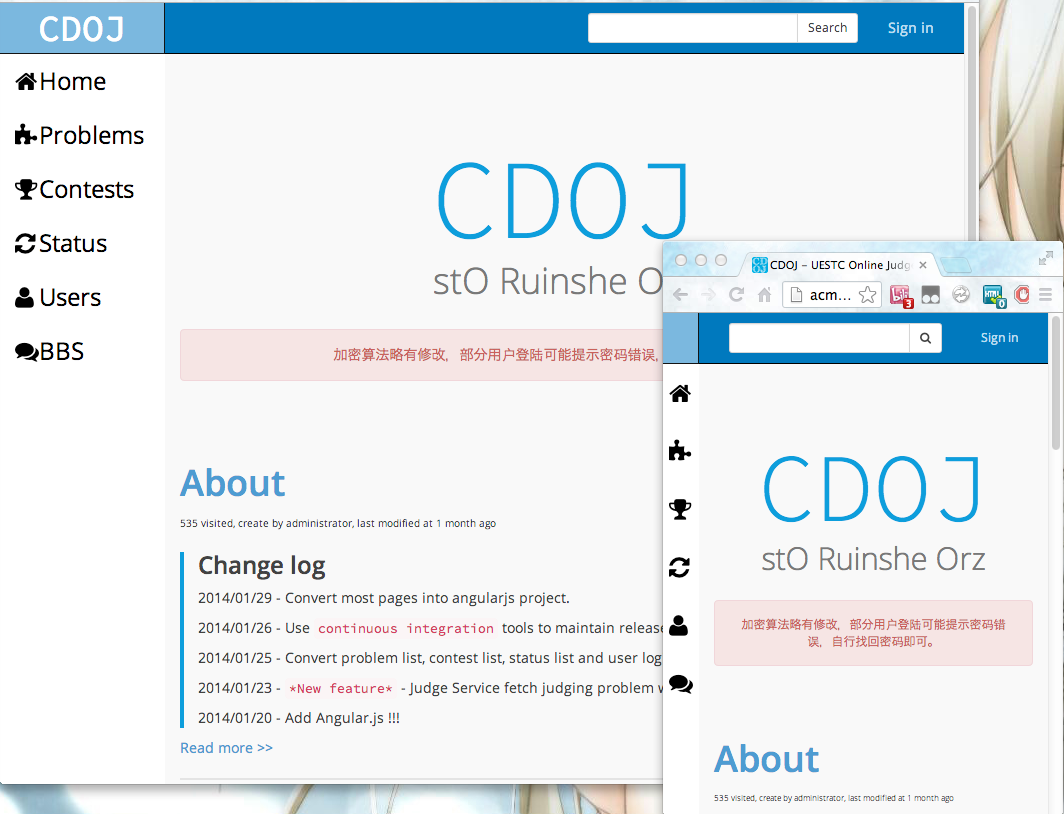 CDOJ
Search
Sign in
Home
Problems
Contests
Status
Users
BBS
CDOJ
stO Ruinshe O
加密算法略有修改，部分用户登陆可能提示密码错误，
About
535 visited, create by administrator, last modified at 1 month ago
Change log
2014/01/29 - Convert most pages into angularjs project.
2014/01/26 - Use continuous integration tools to maintain release
2014/01/25 - Convert problem list, contest list, status list and user log
2014/01/23 - *New feature* - Judge Service fetch judging problem w
2014/01/20 - Add Angular.js !!!
Read more >>
CDOJ – UESTC Online Judg
acm...
3
0
Sign in
CDOJ
stO Ruinshe Orz
加密算法略有修改，部分用户登陆可能提示密码错
误，自行找回密码即可。
About
535 visited, create by administrator, last modified at 1 month ago